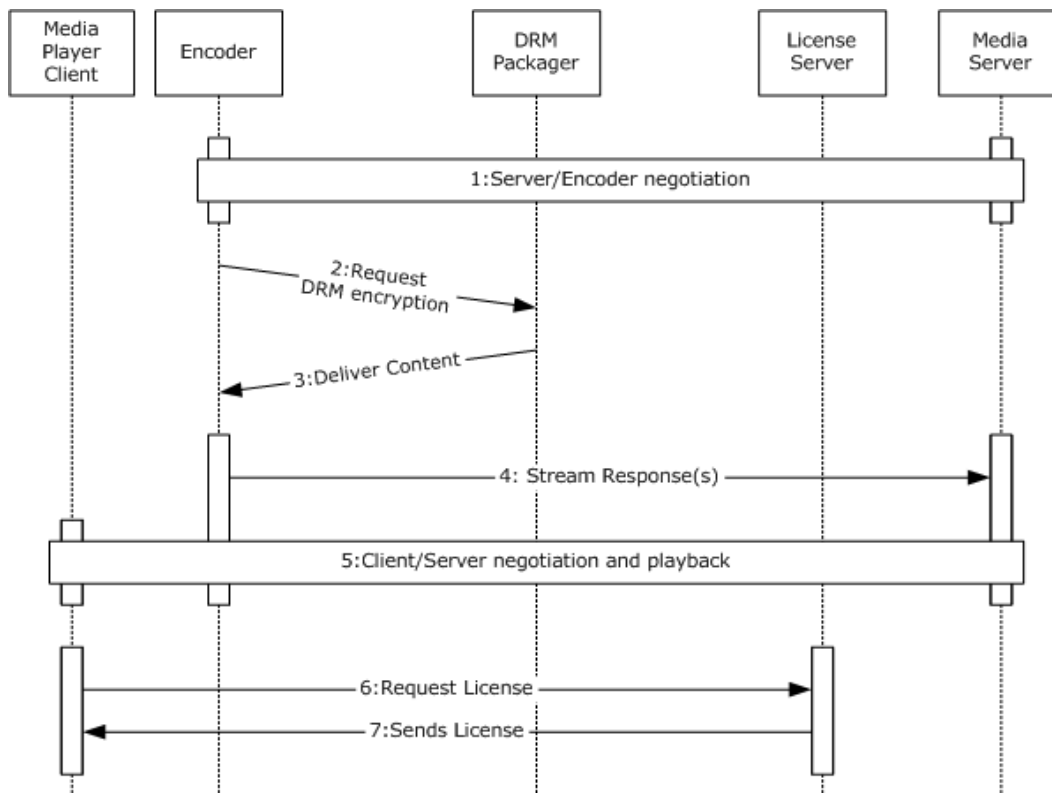 Media
Player
Client
Encoder
DRM
Packager
License
Server
Media
Server
1:Server/Encoder negotiation
2:Request
DRM encryption
3:Deliver Content
4: Stream Response(s)
5:Client/Server negotiation and playback
6:Request License
7:Sends License